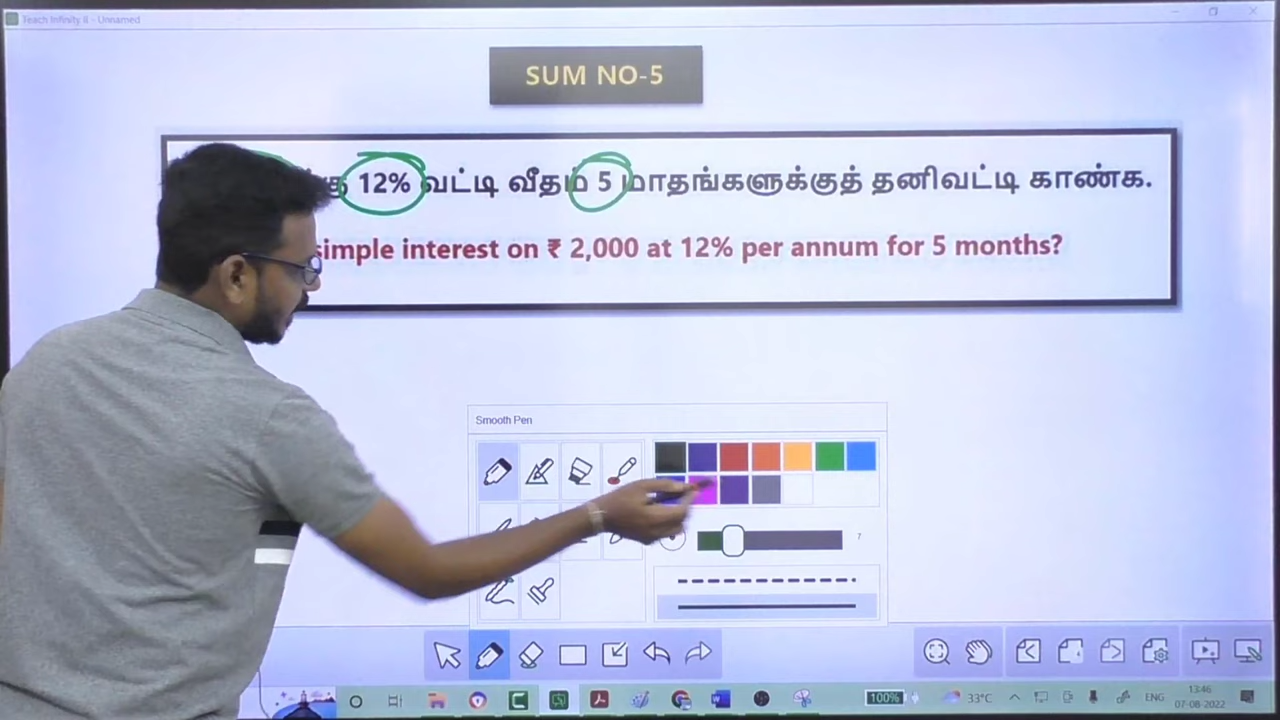 Teach Infinity II - Unnamed
SUM NO-5
12% வட்டி வீதம் 5 மாதங்களுக்குத் தனிவட்டி காண்க.
simple interest on ₹ 2,000 at 12% per annum for 5 months?
Smooth Pen
7
100%
33°C
ENG
13:46
07-08-2022